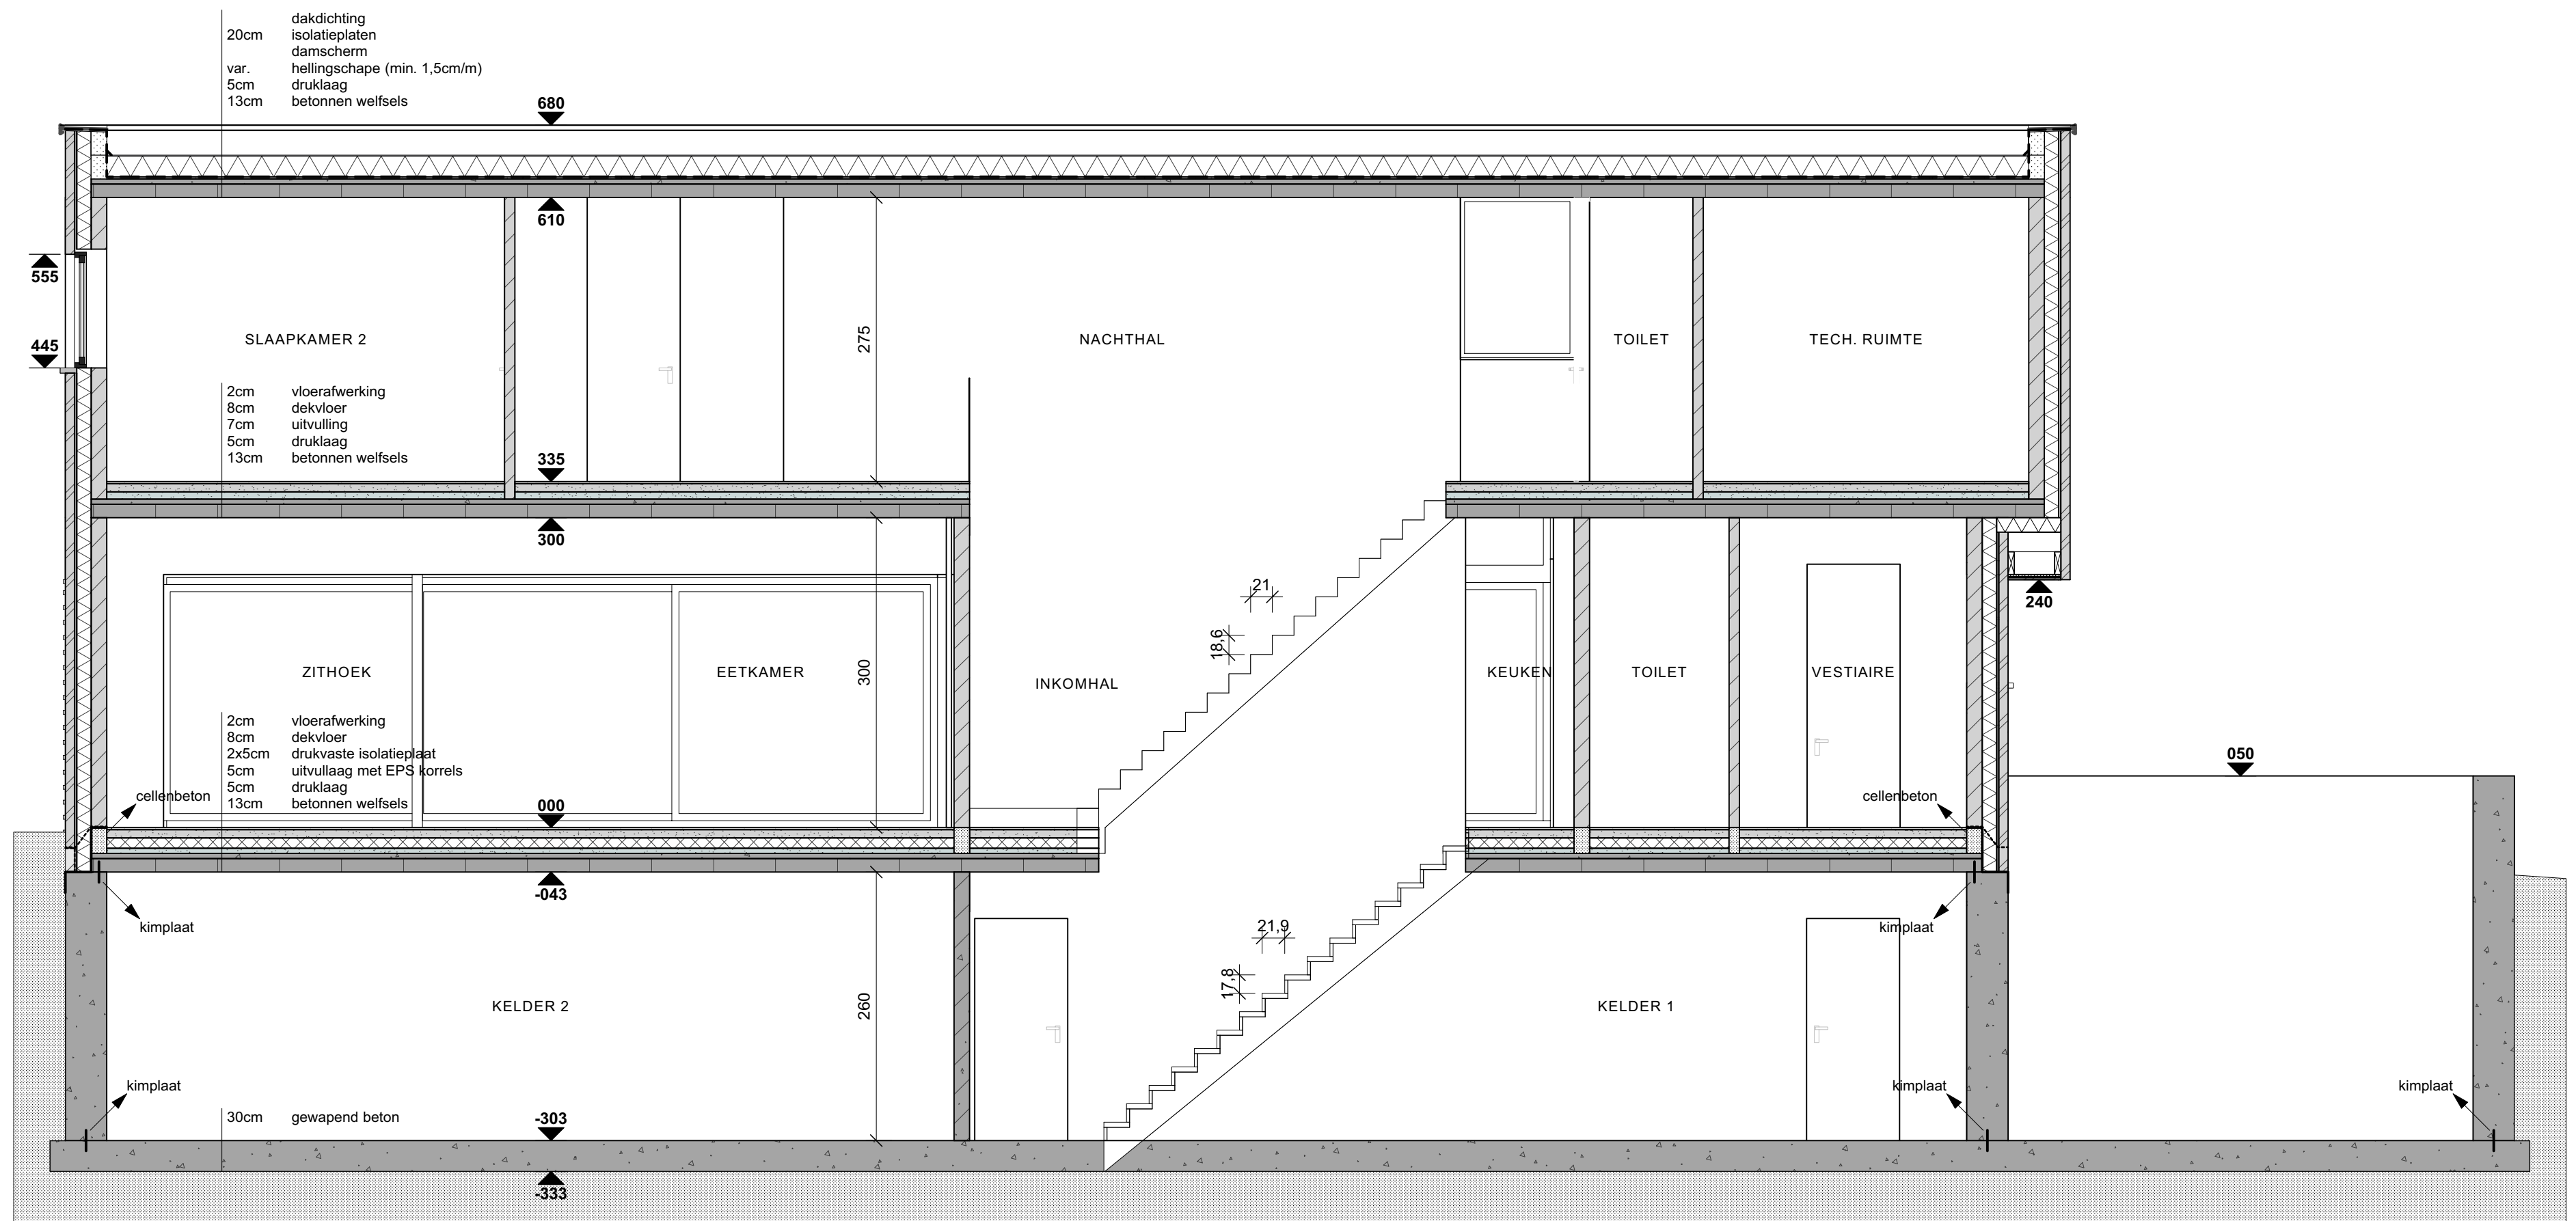 dakdichting
20cm isolatieplaten
damscherm
var. hellingschape (min. 1,5cm/m)
5cm druklaag
13cm betonnen welfsels
680
610
555
445
275
SLAAPKAMER 2
NACHTHAL
TOILET
TECH. RUIMTE
2cm vloerafwerking
8cm dekvloer
7cm uitvulling
5cm druklaag
13cm betonnen welfsels
335
300
21
18,6
240
ZITHOEK
EETKAMER
300
INKOMHAL
KEUKEN
TOILET
VESTIAIRE
2cm vloerafwerking
8cm dekvloer
2x5cm drukvaste isolatieplaat
5cm uitvullaag met EPS korrels
5cm druklaag
13cm betonnen welfsels
050
cellenbeton
000
cellenbeton
-043
kimplaat
kimplaat
21,9
17,8
KELDER 2
260
KELDER 1
kimplaat
kimplaat
kimplaat
30cm gewapend beton
-303
-333